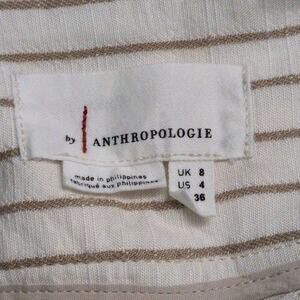 by ANTHROPOLOGIE
made in philippines
fabriqué aux philippines
UK 8
US 4
36